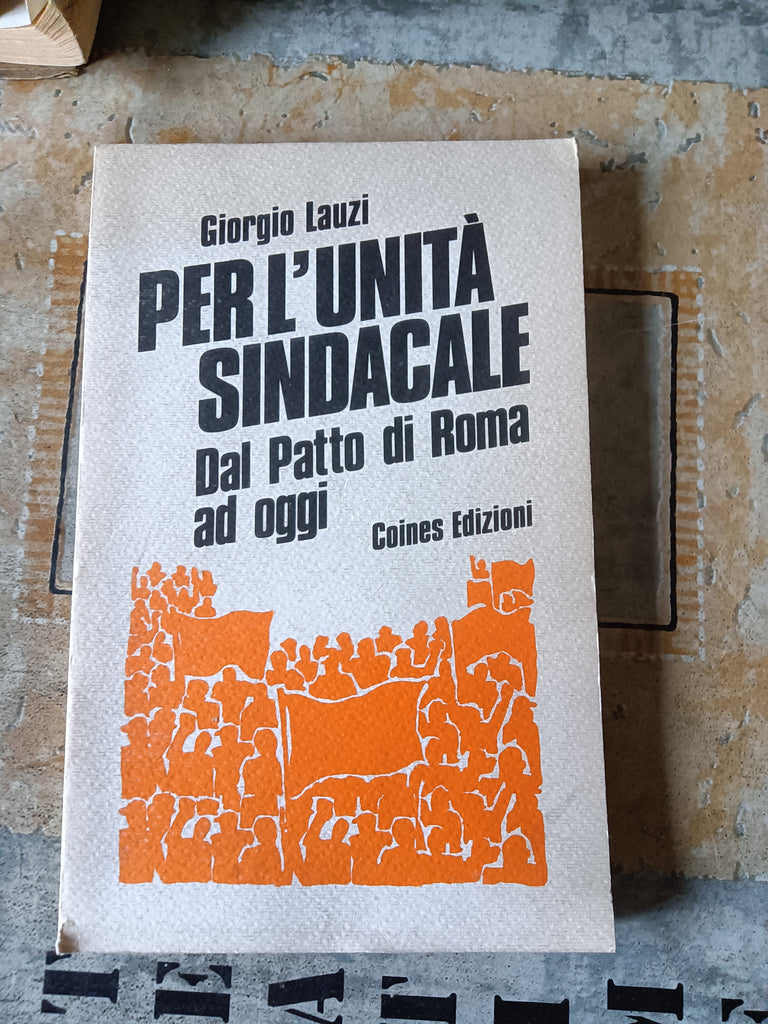 Giorgio Lauzi
PER L'UNITÀ
SINDACALE
Dal Patto di Roma
ad oggi
Coines Edizioni